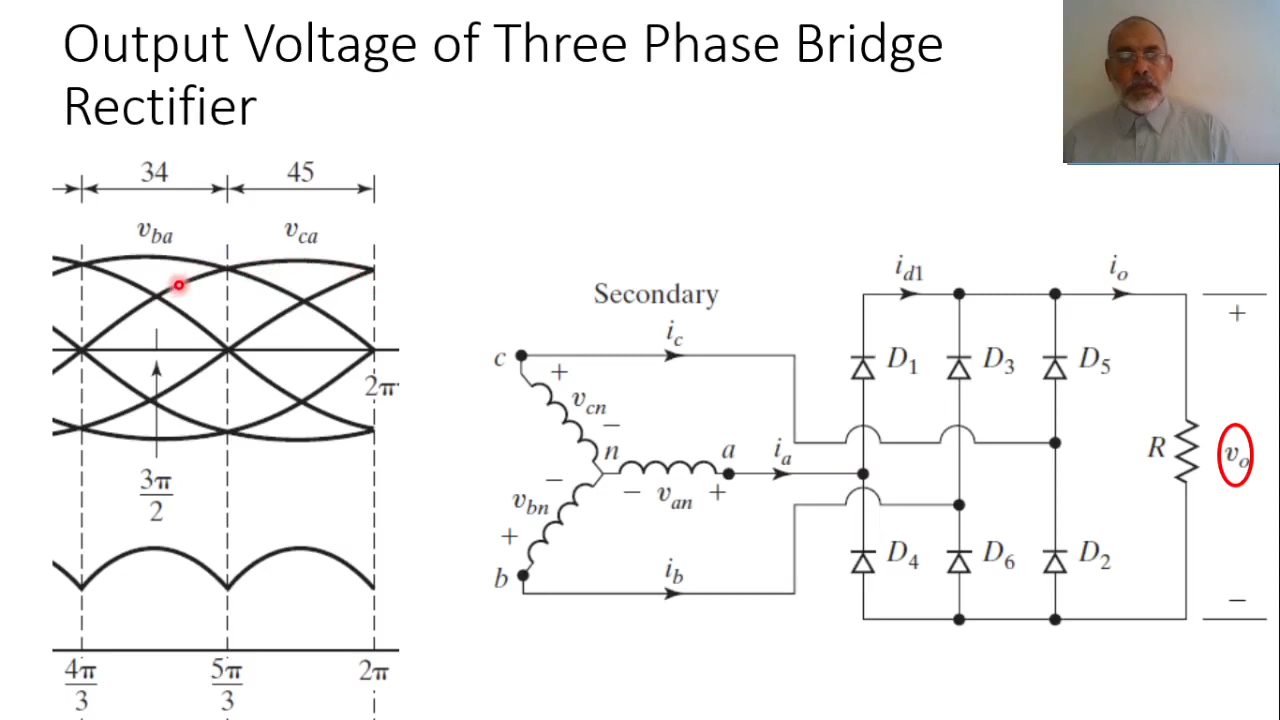 Output Voltage of Three Phase Bridge
Rectifier
34 45
v_ba v_ca
2π
3π
2
4π
3
5π
3
2π
Secondary
i_c
c
+
v_cn
−
n
a
i_a
− v_an +
−
v_bn
+
b
i_b
i_d1
i_o
D_1 D_3 D_5
D_4 D_6 D_2
R
+
v_o
−